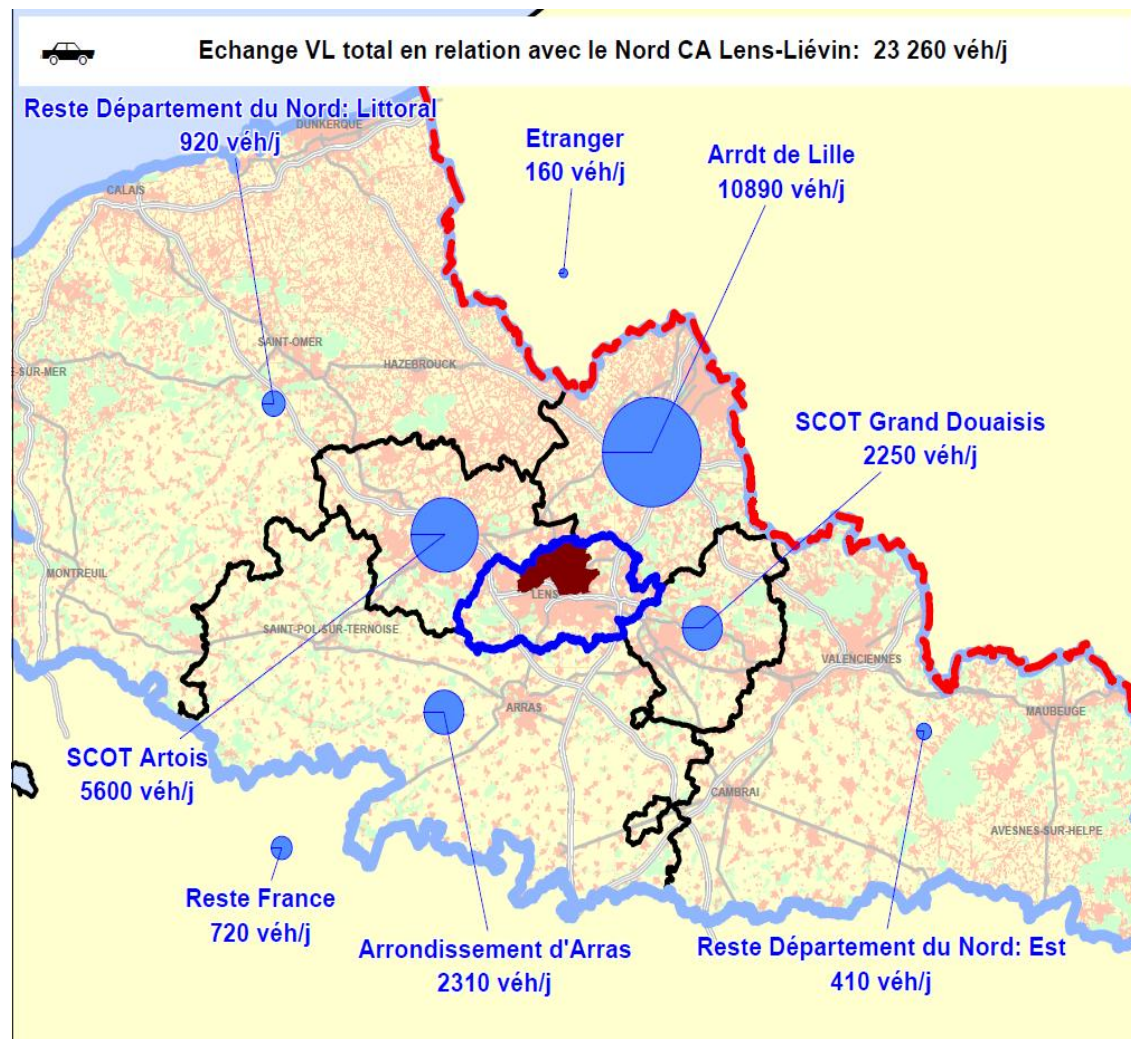 Echange VL total en relation avec le Nord CA Lens-Liévin: 23 260 véh/j
Reste Département du Nord: Littoral
920 véh/j
DUNKERQUE
Etranger
160 véh/j
Arrdt de Lille
10890 véh/j
CALAIS
SAINT-OMER
HAZEBROUCK
E-SUR-MER
SCOT Grand Douaisis
2250 véh/j
MONTREUIL
LENS
SAINT-POL-SUR-TERNOISE
VALENCIENNES
ARRAS
MAUBEUGE
SCOT Artois
5600 véh/j
CAMBRAI
AVESNES-SUR-HELPE
Reste France
720 véh/j
Arrondissement d'Arras
2310 véh/j
Reste Département du Nord: Est
410 véh/j